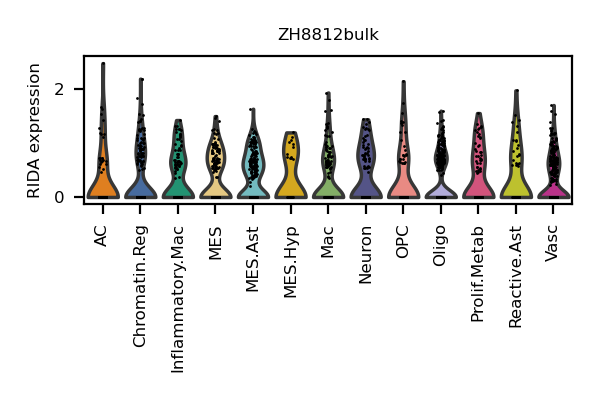 ZH8812bulk
RIDA expression
2
0
AC
Chromatin.Reg
Inflammatory.Mac
MES
MES.Ast
MES.Hyp
Mac
Neuron
OPC
Oligo
Prolif.Metab
Reactive.Ast
Vasc